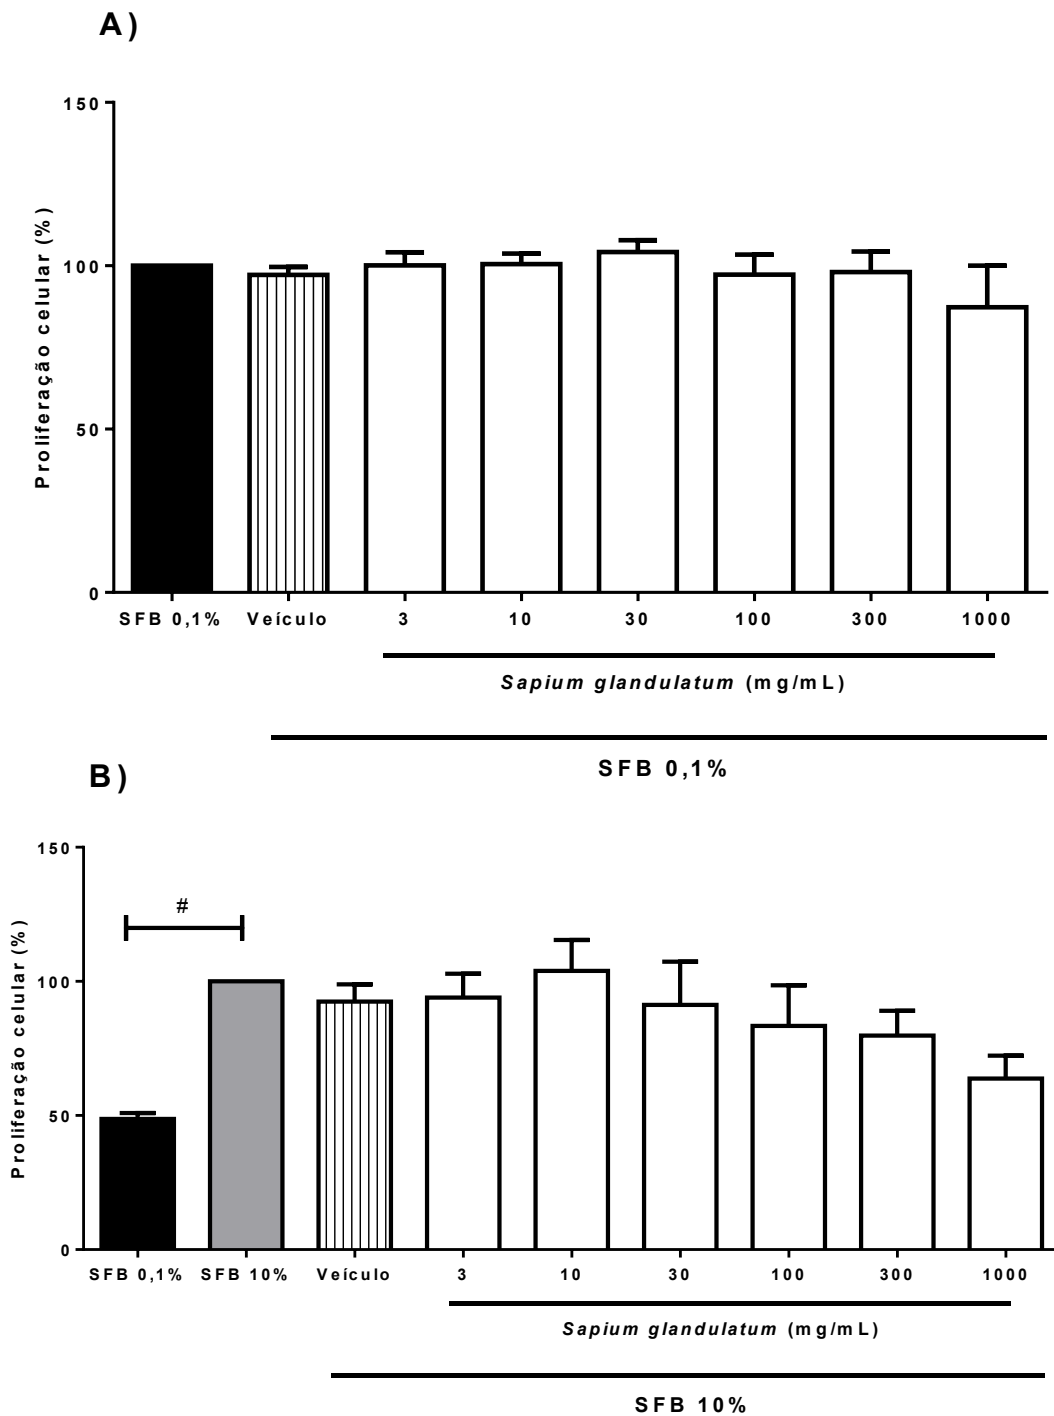 A)
150
100
50
0
Proliferação celular (%)
SFB 0,1% Veículo 3 10 30 100 300 1000
Sapium glandulatum (mg/mL)
SFB 0,1%
B)
150
100
50
0
Proliferação celular (%)
#
SFB 0,1% SFB 10% Veículo 3 10 30 100 300 1000
Sapium glandulatum (mg/mL)
SFB 10%